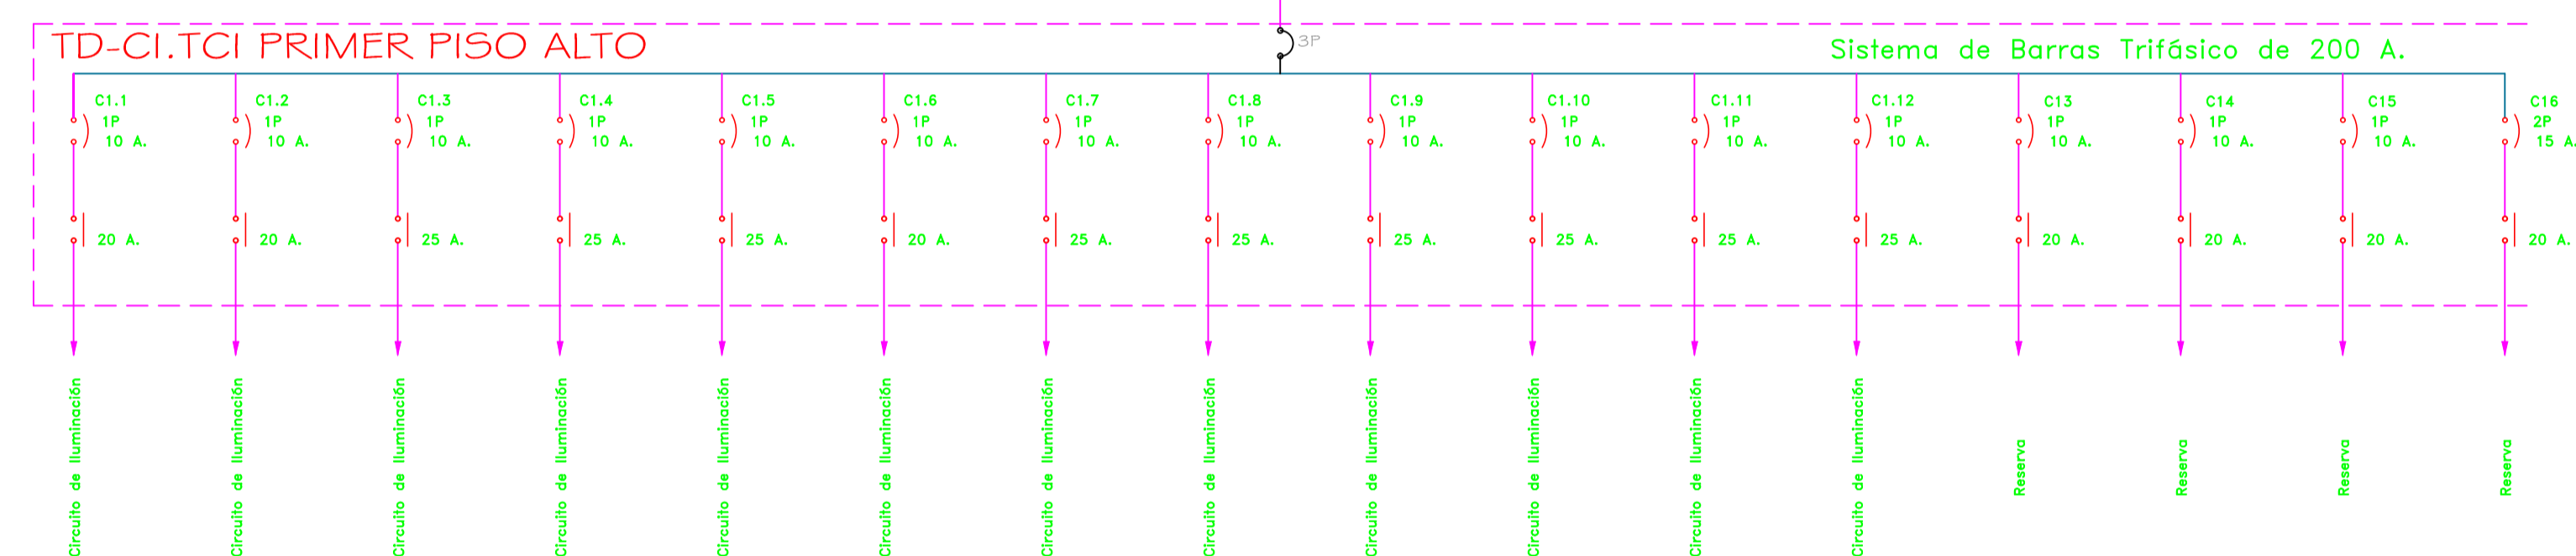 TD-CI.TCI PRIMER PISO ALTO
3P
Sistema de Barras Trifásico de 200 A.
C1.1
1P
10 A.
20 A.
Circuito de Iluminación
C1.2
1P
10 A.
20 A.
Circuito de Iluminación
C1.3
1P
10 A.
25 A.
Circuito de Iluminación
C1.4
1P
10 A.
25 A.
Circuito de Iluminación
C1.5
1P
10 A.
25 A.
Circuito de Iluminación
C1.6
1P
10 A.
20 A.
Circuito de Iluminación
C1.7
1P
10 A.
25 A.
Circuito de Iluminación
C1.8
1P
10 A.
25 A.
Circuito de Iluminación
C1.9
1P
10 A.
25 A.
Circuito de Iluminación
C1.10
1P
10 A.
25 A.
Circuito de Iluminación
C1.11
1P
10 A.
25 A.
Circuito de Iluminación
C1.12
1P
10 A.
25 A.
Circuito de Iluminación
C13
1P
10 A.
20 A.
Reserva
C14
1P
10 A.
20 A.
Reserva
C15
1P
10 A.
20 A.
Reserva
C16
2P
15 A.
20 A.
Reserva